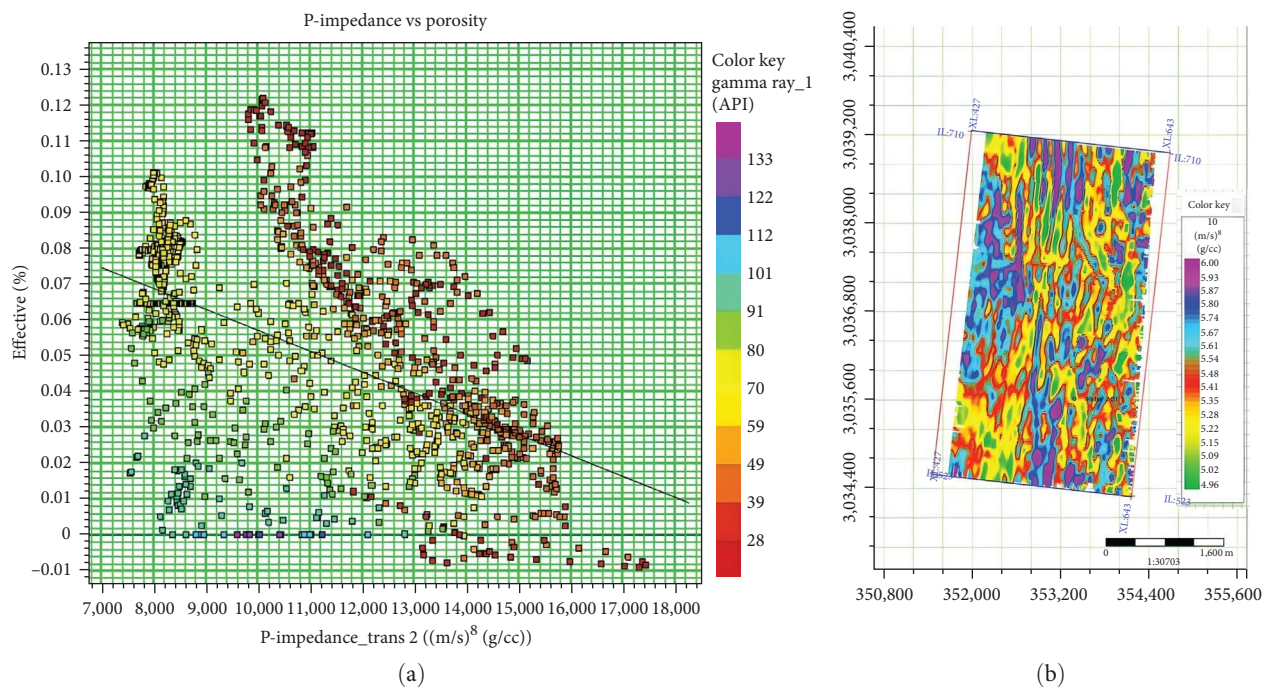 P-impedance vs porosity
Effective (%)
0.13
0.12
0.11
0.10
0.09
0.08
0.07
0.06
0.05
0.04
0.03
0.02
0.01
0
–0.01
7,000 8,000 9,000 10,000 11,000 12,000 13,000 14,000 15,000 16,000 17,000 18,000
P-impedance_trans 2 ((m/s)⁸ (g/cc))
Color key
gamma ray_1
(API)
133
122
112
101
91
80
70
59
49
39
28
(a)
3,040,400
3,039,200
3,038,000
3,036,800
3,035,600
3,034,400
XL:427
IL:710
XL:643
IL:710
XL:427
IL:523
XL:643
Color key
10
(m/s)⁸
(g/cc)
6.00
5.93
5.87
5.80
5.74
5.67
5.61
5.54
5.48
5.41
5.35
5.28
5.22
5.15
5.09
5.02
4.96
0 1,600 m
1:30703
350,800 352,000 353,200 354,400 355,600
(b)